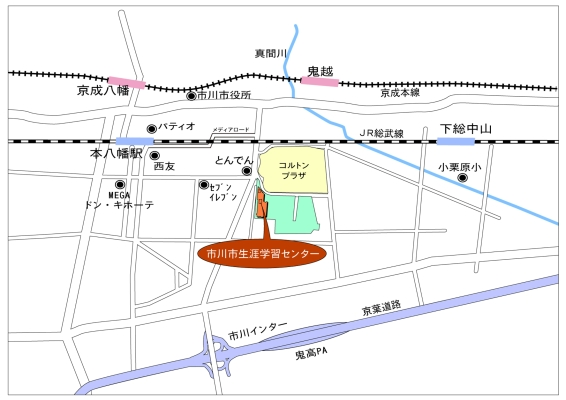 真間川
鬼越
京成八幡
市川市役所
京成本線
パティオ
メディアロード
JR総武線
下総中山
本八幡駅
西友
とんでん
コルトン
プラザ
小栗原小
MEGA
ドン・キホーテ
セブン
イレブン
市川市生涯学習センター
京葉道路
市川インター
鬼高PA